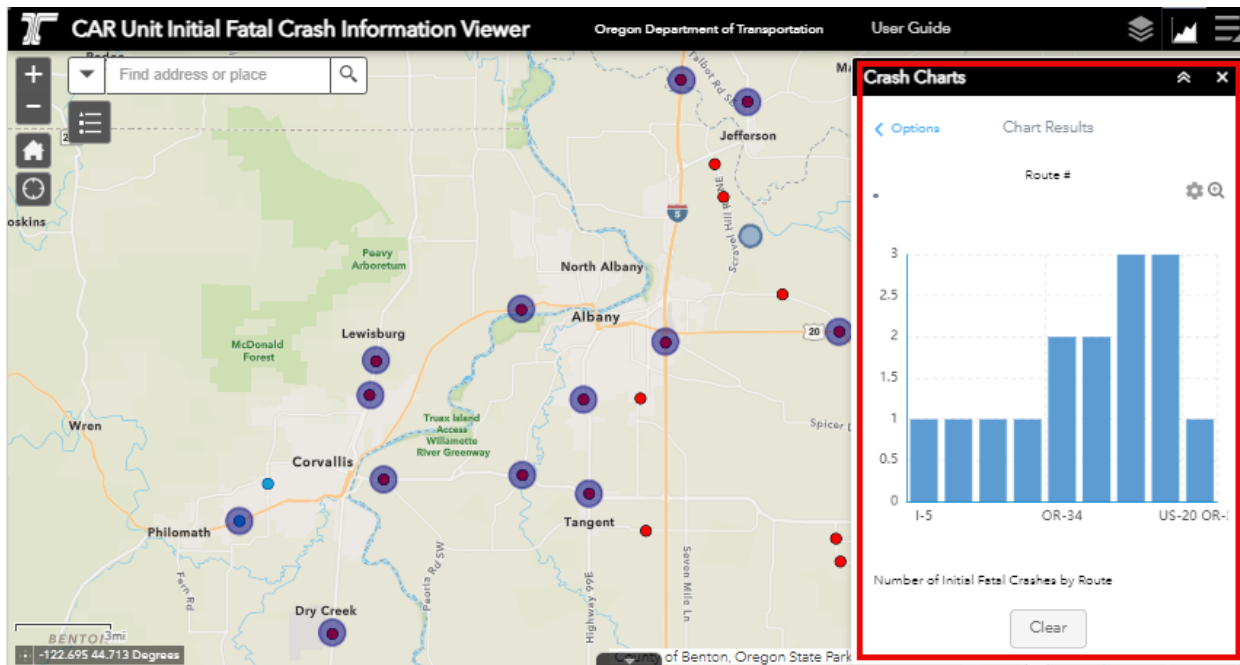 CAR Unit Initial Fatal Crash Information Viewer
Oregon Department of Transportation
User Guide
+
Find address or place
−
Talbot Rd SE
Jefferson
Scravel Hill Rd NE
5
Peavy
Arboretum
North Albany
Albany
20
Lewisburg
McDonald
Forest
Wren
Truax Island
Access
Willamette
River Greenway
Corvallis
Philomath
Tangent
Fern Rd
Peoria Rd SW
Highway 99E
Seven Mile Ln
Dry Creek
3mi
-122.695 44.713 Degrees
County of Benton, Oregon State Park
Crash Charts
Options
Chart Results
Route #
3
2.5
2
1.5
1
0.5
0
I-5
OR-34
US-20 OR-
Number of Initial Fatal Crashes by Route
Clear